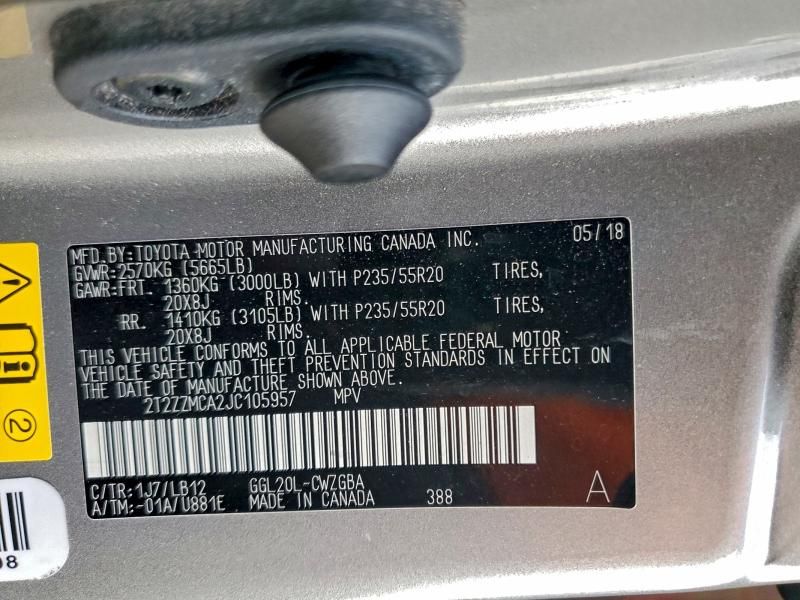 MFD.BY:TOYOTA MOTOR MANUFACTURING CANADA INC. 05/18
GVWR:2570KG (5665LB)
GAWR:FRT. 1360KG (3000LB) WITH P235/55R20 TIRES,
20X8J RIMS.
RR. 1410KG (3105LB) WITH P235/55R20 TIRES,
20X8J RIMS.
THIS VEHICLE CONFORMS TO ALL APPLICABLE FEDERAL MOTOR
VEHICLE SAFETY AND THEFT PREVENTION STANDARDS IN EFFECT ON
THE DATE OF MANUFACTURE SHOWN ABOVE.
2T2ZZMCA2JC105957 MPV
C/TR:1J7/LB12 GGL20L-CWZGBA
A/TM:-01A/U881E MADE IN CANADA 388 A
2